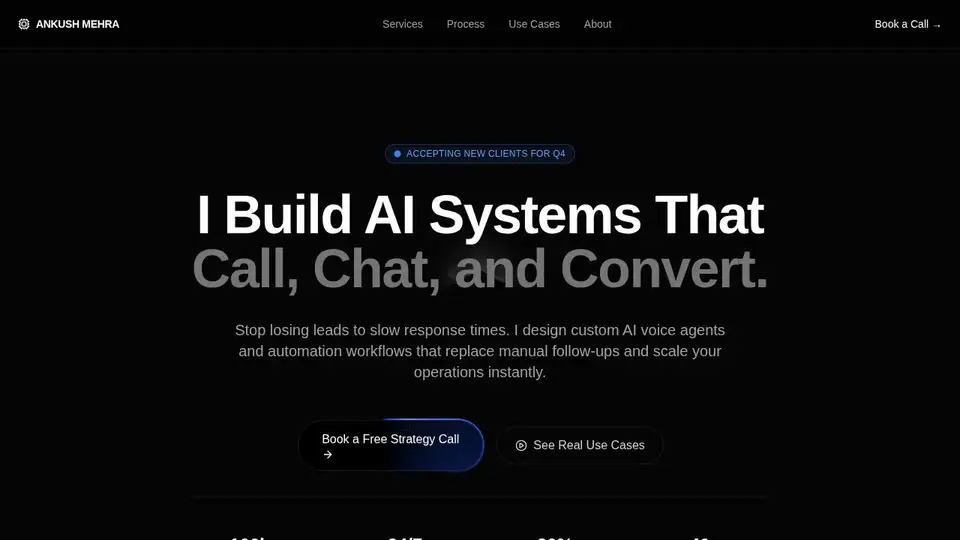 ANKUSH MEHRA
Services
Process
Use Cases
About
Book a Call →
ACCEPTING NEW CLIENTS FOR Q4
I Build AI Systems That
Call, Chat, and Convert.
Stop losing leads to slow response times. I design custom AI voice agents
and automation workflows that replace manual follow-ups and scale your
operations instantly.
Book a Free Strategy Call
→
See Real Use Cases